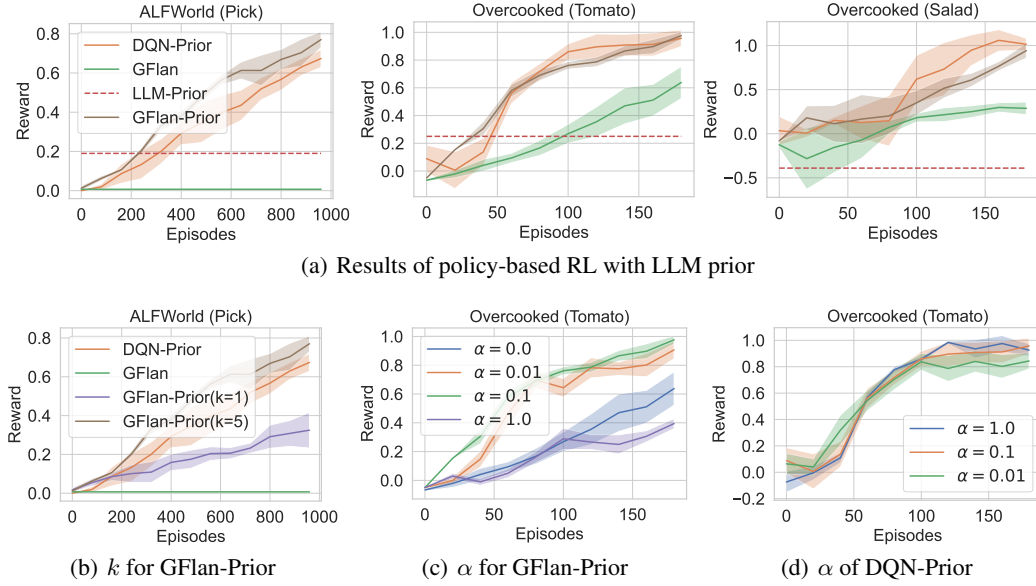 ALFWorld (Pick)
0.8
0.6
0.4
0.2
0.0
Reward
DQN-Prior
GFlan
LLM-Prior
GFlan-Prior
0
200
400
600
800
1000
Episodes
Overcooked (Tomato)
1.0
0.8
0.6
0.4
0.2
0.0
Reward
0
50
100
150
Episodes
Overcooked (Salad)
1.0
0.5
0.0
−0.5
Reward
0
50
100
150
Episodes
(a) Results of policy-based RL with LLM prior
ALFWorld (Pick)
0.8
0.6
0.4
0.2
0.0
Reward
DQN-Prior
GFlan
GFlan-Prior(k=1)
GFlan-Prior(k=5)
0
200
400
600
800
1000
Episodes
(b) k for GFlan-Prior
Overcooked (Tomato)
1.0
0.8
0.6
0.4
0.2
0.0
Reward
α = 0.0
α = 0.01
α = 0.1
α = 1.0
0
50
100
150
Episodes
(c) α for GFlan-Prior
Overcooked (Tomato)
1.0
0.8
0.6
0.4
0.2
0.0
−0.2
Reward
α = 1.0
α = 0.1
α = 0.01
0
50
100
150
Episodes
(d) α of DQN-Prior